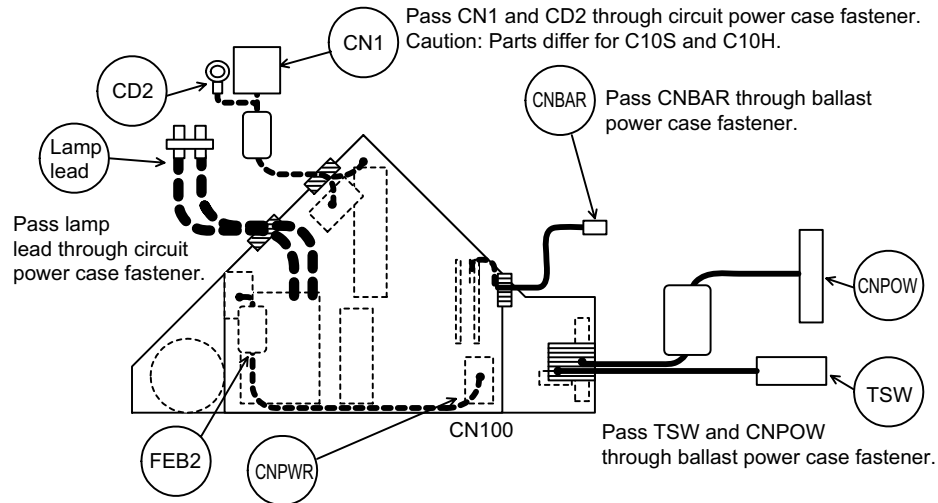 Pass CN1 and CD2 through circuit power case fastener.
Caution: Parts differ for C10S and C10H.
CN1
CD2
CNBAR
Pass CNBAR through ballast
power case fastener.
Lamp
lead
Pass lamp
lead through circuit
power case fastener.
CNPOW
TSW
CN100
Pass TSW and CNPOW
through ballast power case fastener.
FEB2
CNPWR